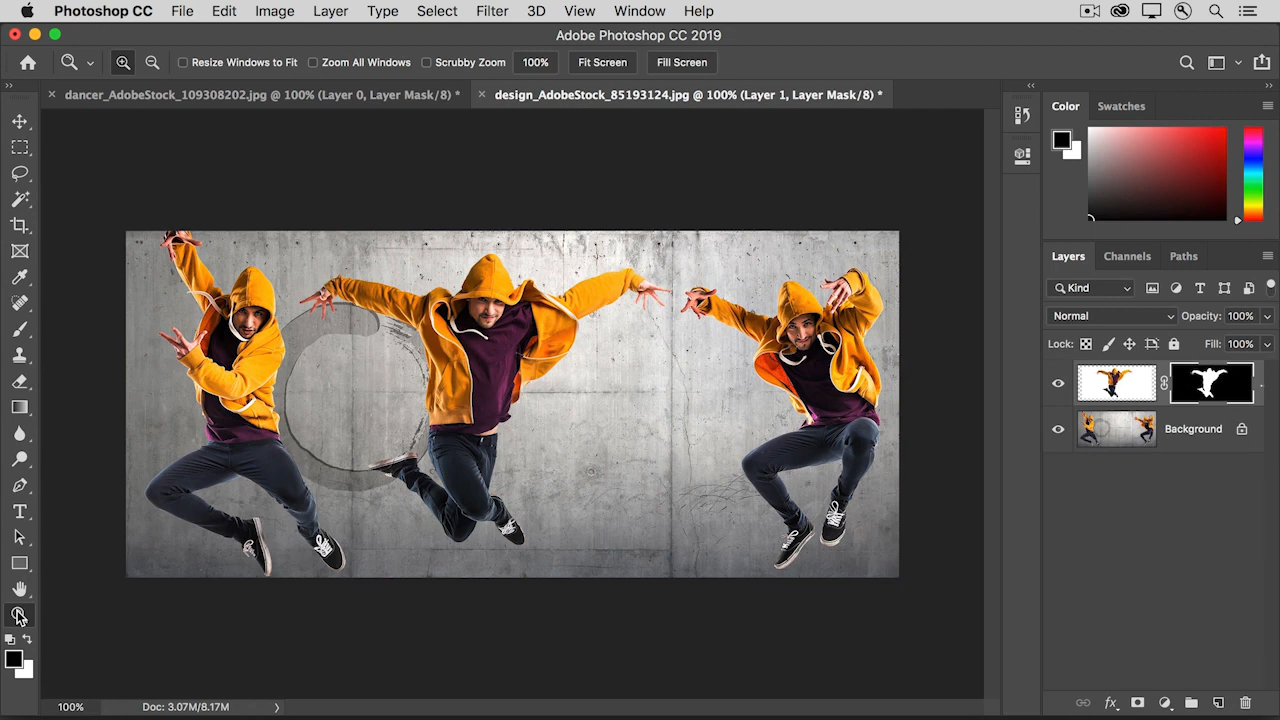 Photoshop CC File Edit Image Layer Type Select Filter 3D View Window Help
Adobe Photoshop CC 2019
Resize Windows to Fit Zoom All Windows Scrubby Zoom 100% Fit Screen Fill Screen
dancer_AdobeStock_109308202.jpg @ 100% (Layer 0, Layer Mask/8) * design_AdobeStock_85193124.jpg @ 100% (Layer 1, Layer Mask/8) *
Color Swatches
Layers Channels Paths
Kind
Normal Opacity: 100%
Lock: Fill: 100%
Background
100% Doc: 3.07M/8.17M